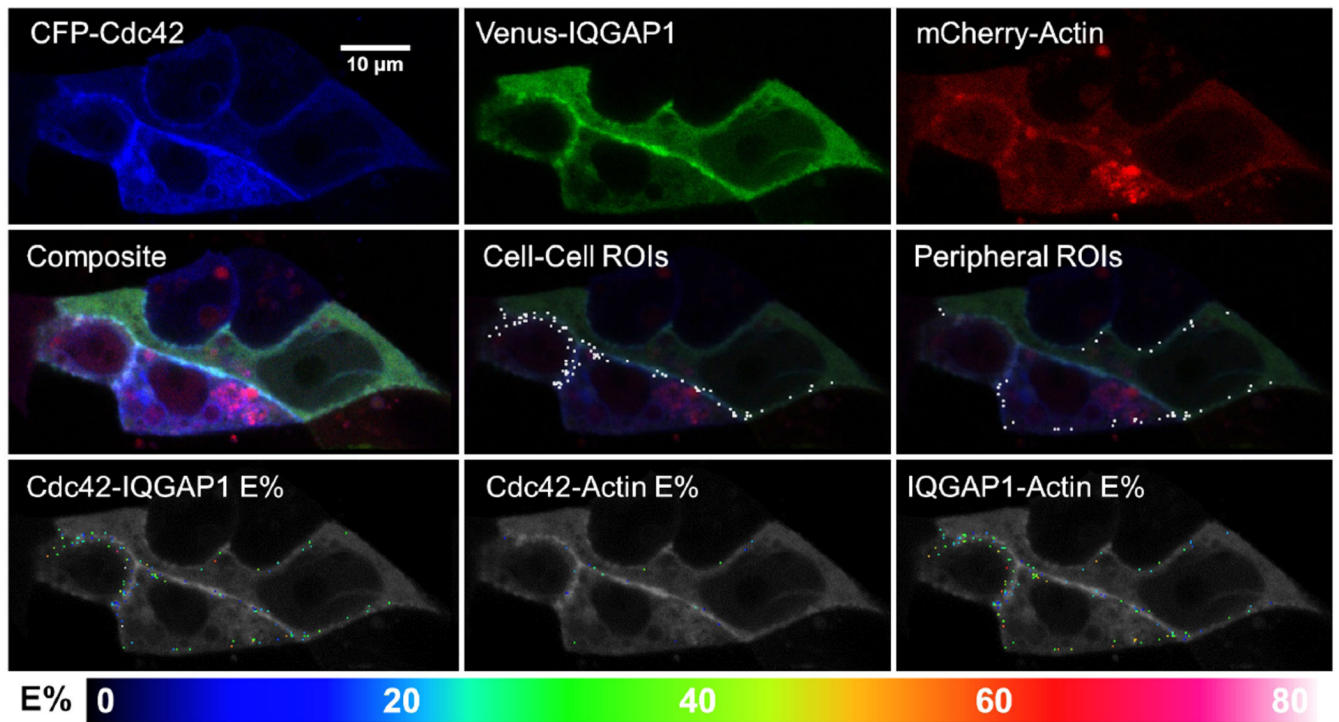 CFP-Cdc42
10 µm
Venus-IQGAP1
mCherry-Actin
Composite
Cell-Cell ROIs
Peripheral ROIs
Cdc42-IQGAP1 E%
Cdc42-Actin E%
IQGAP1-Actin E%
E% 0 20 40 60 80